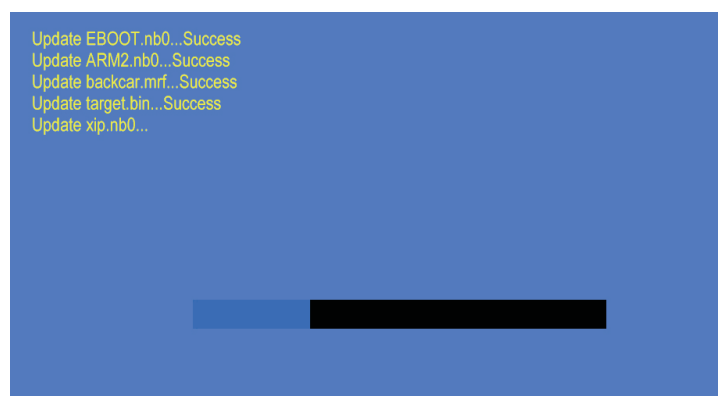 Update EBOOT.nb0...Success
Update ARM2.nb0...Success
Update backcar.mrf...Success
Update target.bin...Success
Update xip.nb0...